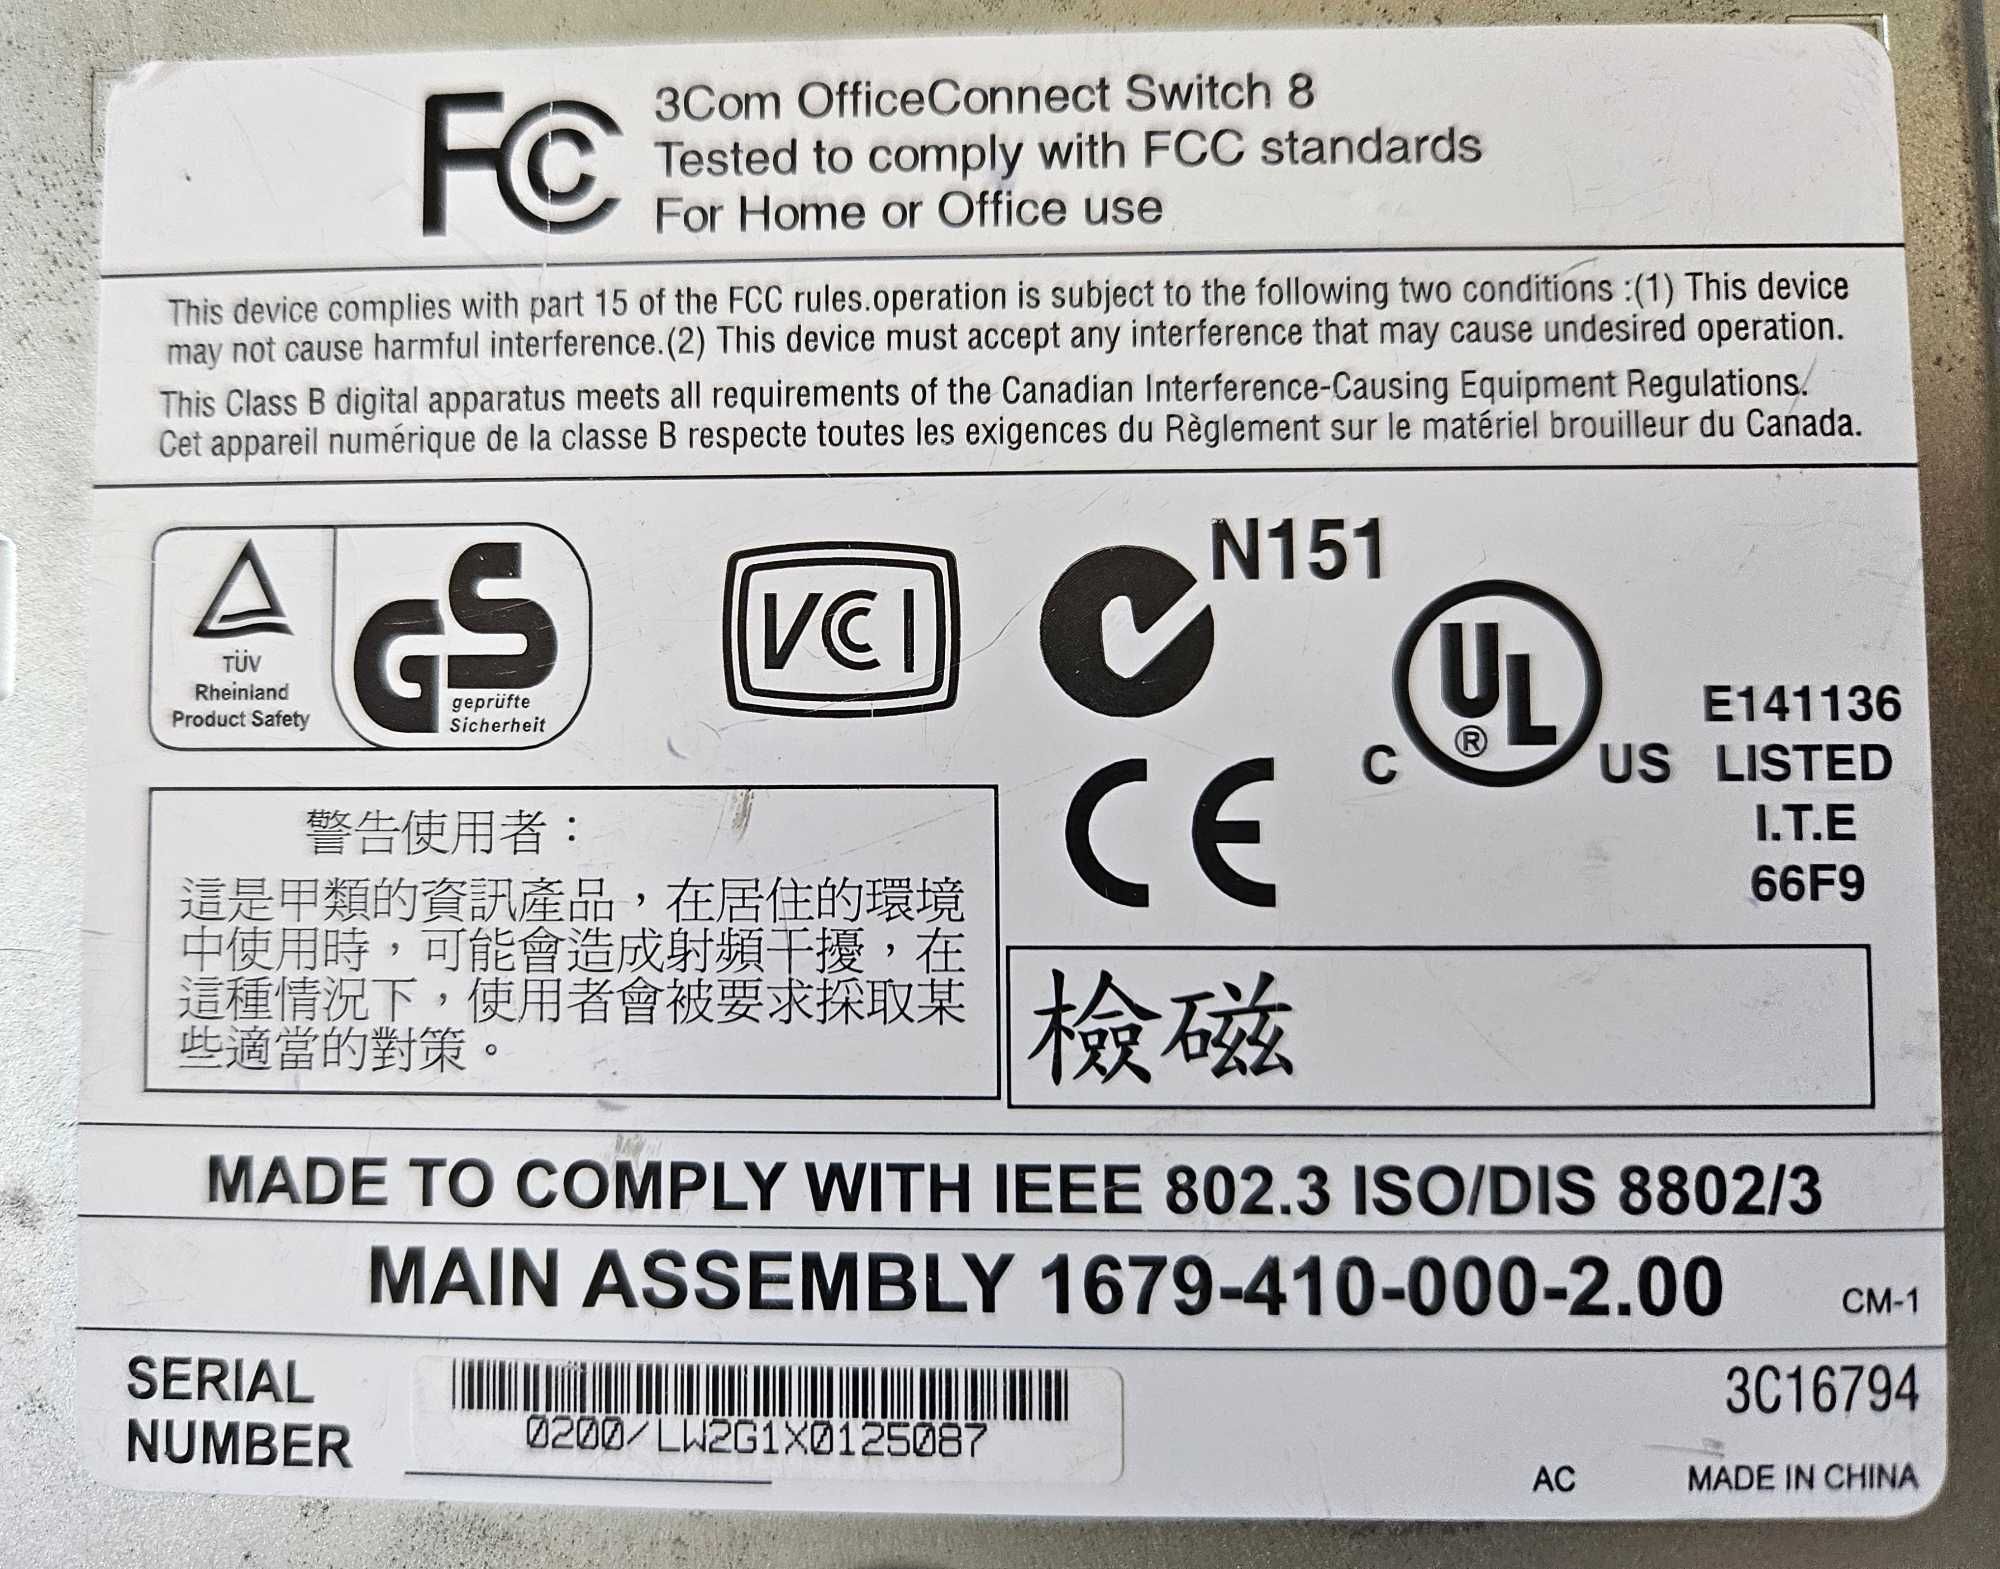 FC 3Com OfficeConnect Switch 8
Tested to comply with FCC standards
For Home or Office use
This device complies with part 15 of the FCC rules.operation is subject to the following two conditions :(1) This device
may not cause harmful interference.(2) This device must accept any interference that may cause undesired operation.
This Class B digital apparatus meets all requirements of the Canadian Interference-Causing Equipment Regulations.
Cet appareil numérique de la classe B respecte toutes les exigences du Règlement sur le matériel brouilleur du Canada.
TÜV
Rheinland
Product Safety
GS
geprüfte
Sicherheit
VCCI
N151
C UL ® US
E141136
LISTED
I.T.E
66F9
CE
警告使用者：
這是甲類的資訊產品，在居住的環境
中使用時，可能會造成射頻干擾，在
這種情況下，使用者會被要求採取某
些適當的對策。
檢磁
MADE TO COMPLY WITH IEEE 802.3 ISO/DIS 8802/3
MAIN ASSEMBLY 1679-410-000-2.00 CM-1
SERIAL
NUMBER
0200/LW2G1X0125087
3C16794
AC MADE IN CHINA